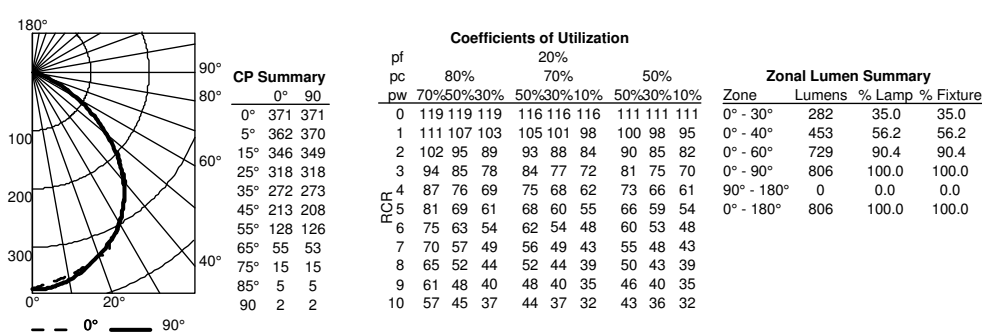 180°
90°
80°
60°
40°
100
200
300
0° 20°
0° 90°
CP Summary
0° 90
0° 371 371
5° 362 370
15° 346 349
25° 318 318
35° 272 273
45° 213 208
55° 128 126
65° 55 53
75° 15 15
85° 5 5
90 2 2
Coefficients of Utilization
pf 20%
pc 80% 70% 50%
pw 70%50%30% 50%30%10% 50%30%10%
RCR
0 119 119 119 116 116 116 111 111 111
1 111 107 103 105 101 98 100 98 95
2 102 95 89 93 88 84 90 85 82
3 94 85 78 84 77 72 81 75 70
4 87 76 69 75 68 62 73 66 61
5 81 69 61 68 60 55 66 59 54
6 75 63 54 62 54 48 60 53 48
7 70 57 49 56 49 43 55 48 43
8 65 52 44 52 44 39 50 43 39
9 61 48 40 48 40 35 46 40 35
10 57 45 37 44 37 32 43 36 32
Zonal Lumen Summary
Zone Lumens % Lamp % Fixture
0° - 30° 282 35.0 35.0
0° - 40° 453 56.2 56.2
0° - 60° 729 90.4 90.4
0° - 90° 806 100.0 100.0
90° - 180° 0 0.0 0.0
0° - 180° 806 100.0 100.0